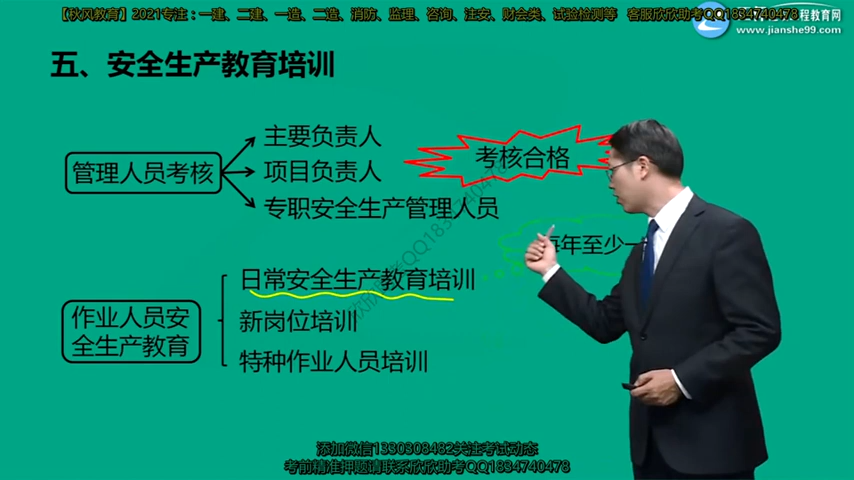 【秋风教育】2021专注：一建、二建、一造、二造、消防、监理、咨询、注安、财会类、试验检测等 客服欣欣助考QQ1834740478
程教育网
www.jianshe99.com
五、安全生产教育培训
主要负责人
管理人员考核
项目负责人
考核合格
专职安全生产管理人员
每年至少一
日常安全生产教育培训
作业人员安
全生产教育
新岗位培训
特种作业人员培训
添加微信1330308482关注考试动态
考前精准押题请联系欣欣助考QQ1834740478